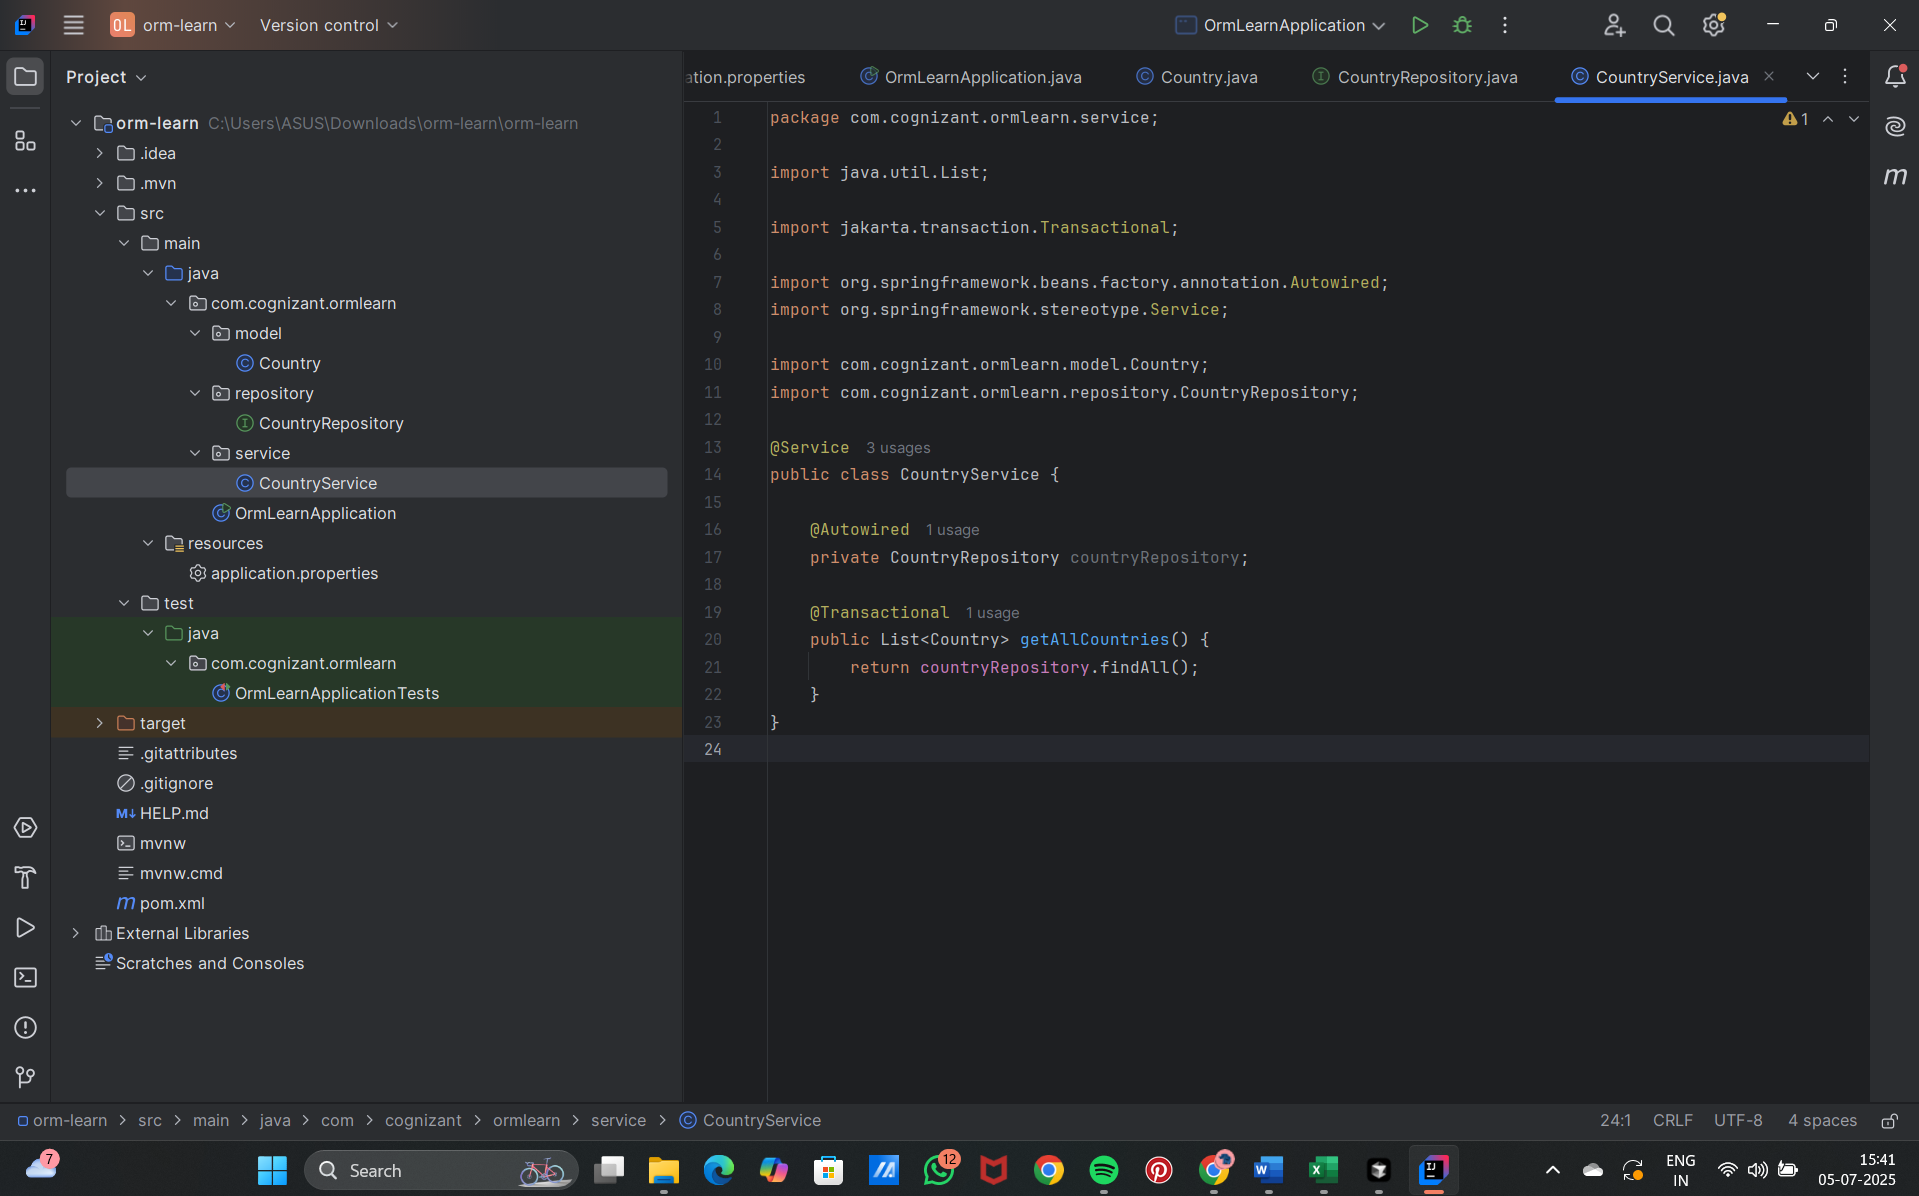 OL orm-learn Version control
OrmLearnApplication
Project
orm-learn C:\Users\ASUS\Downloads\orm-learn\orm-learn
.idea
.mvn
src
main
java
com.cognizant.ormlearn
model
Country
repository
CountryRepository
service
CountryService
OrmLearnApplication
resources
application.properties
test
java
com.cognizant.ormlearn
OrmLearnApplicationTests
target
.gitattributes
.gitignore
M↓ HELP.md
mvnw
mvnw.cmd
m pom.xml
External Libraries
Scratches and Consoles
ation.properties OrmLearnApplication.java Country.java CountryRepository.java CountryService.java
1 package com.cognizant.ormlearn.service;
2
3 import java.util.List;
4
5 import jakarta.transaction.Transactional;
6
7 import org.springframework.beans.factory.annotation.Autowired;
8 import org.springframework.stereotype.Service;
9
10 import com.cognizant.ormlearn.model.Country;
11 import com.cognizant.ormlearn.repository.CountryRepository;
12
13 @Service 3 usages
14 public class CountryService {
15
16 @Autowired 1 usage
17 private CountryRepository countryRepository;
18
19 @Transactional 1 usage
20 public List<Country> getAllCountries() {
21 return countryRepository.findAll();
22 }
23 }
24
1
m
orm-learn > src > main > java > com > cognizant > ormlearn > service > CountryService
24:1 CRLF UTF-8 4 spaces
7
Search
12
ENG
IN
15:41
05-07-2025